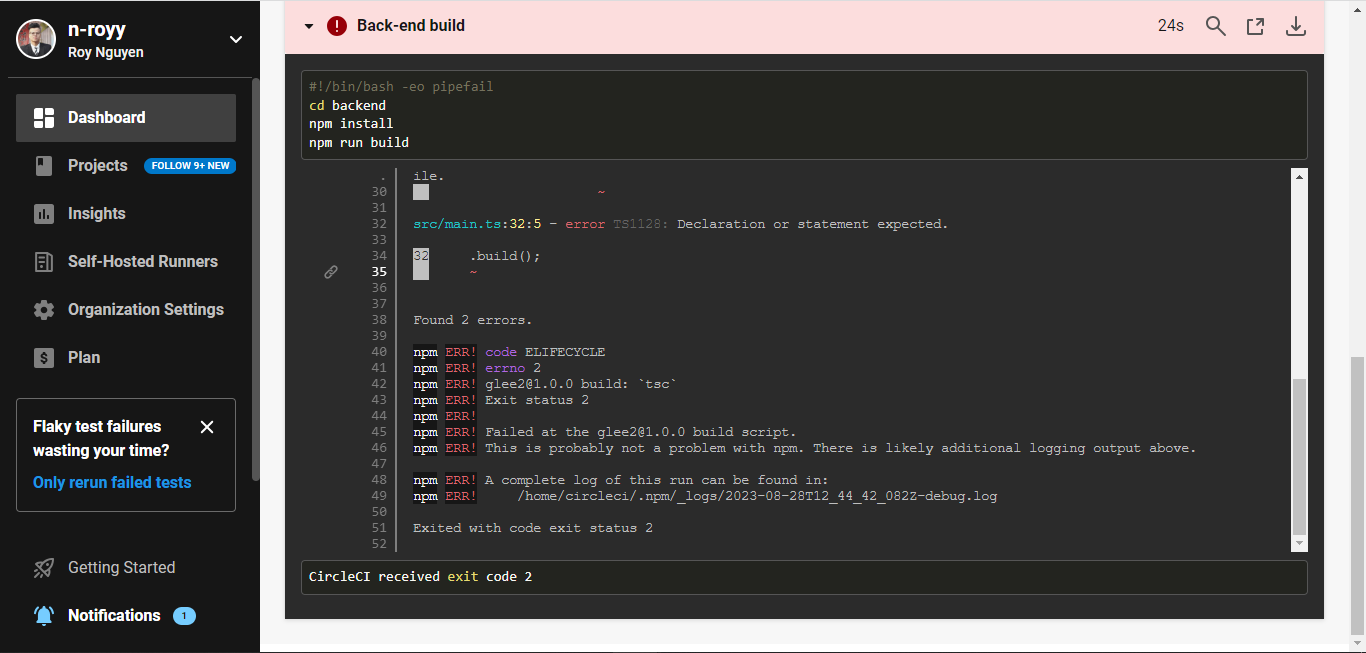 n-royy
Roy Nguyen
Dashboard
Projects FOLLOW 9+ NEW
Insights
Self-Hosted Runners
Organization Settings
$ Plan
Flaky test failures
wasting your time?
Only rerun failed tests
Getting Started
Notifications 1
Back-end build 24s
#!/bin/bash -eo pipefail
cd backend
npm install
npm run build
. ile.
30 ~
31
32 src/main.ts:32:5 - error TS1128: Declaration or statement expected.
33
34 32 .build();
35 ~
36
37
38 Found 2 errors.
39
40 npm ERR! code ELIFECYCLE
41 npm ERR! errno 2
42 npm ERR! glee2@1.0.0 build: `tsc`
43 npm ERR! Exit status 2
44 npm ERR!
45 npm ERR! Failed at the glee2@1.0.0 build script.
46 npm ERR! This is probably not a problem with npm. There is likely additional logging output above.
47
48 npm ERR! A complete log of this run can be found in:
49 npm ERR! /home/circleci/.npm/_logs/2023-08-28T12_44_42_082Z-debug.log
50
51 Exited with code exit status 2
52
CircleCI received exit code 2